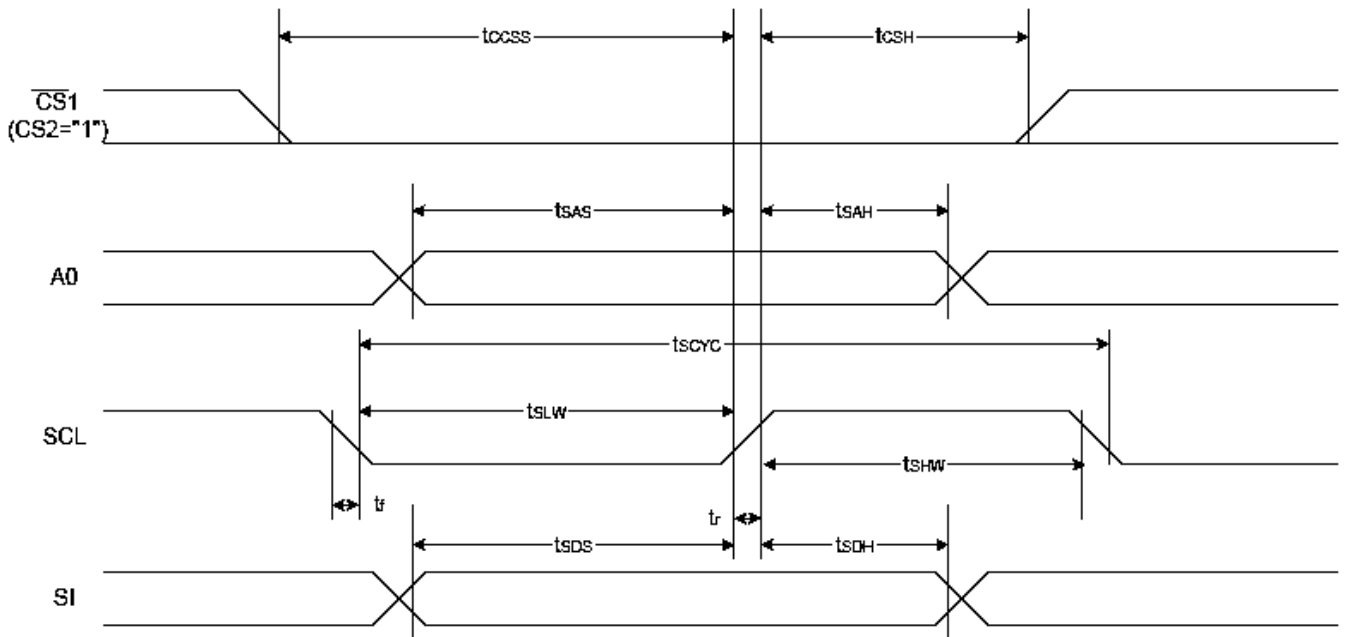 tCCSS
tCSH
CS1
(CS2="1")
tSAS
tSAH
A0
tSCYC
tSLW
SCL
tSHW
tf
tr
tSDS
tSDH
SI